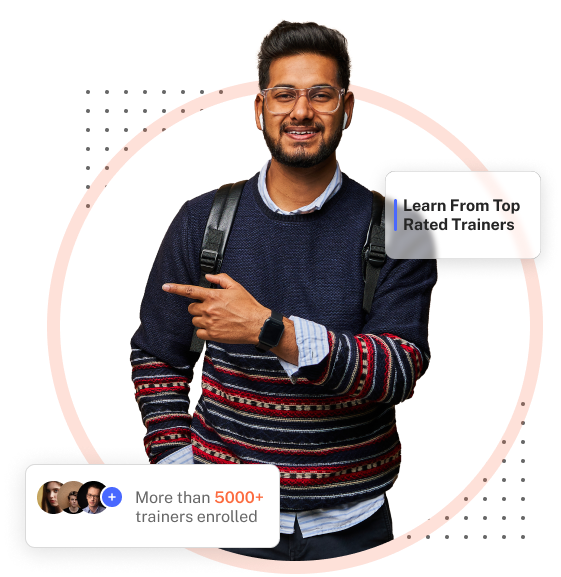 Learn From Top
Rated Trainers
+
More than 5000+
trainers enrolled